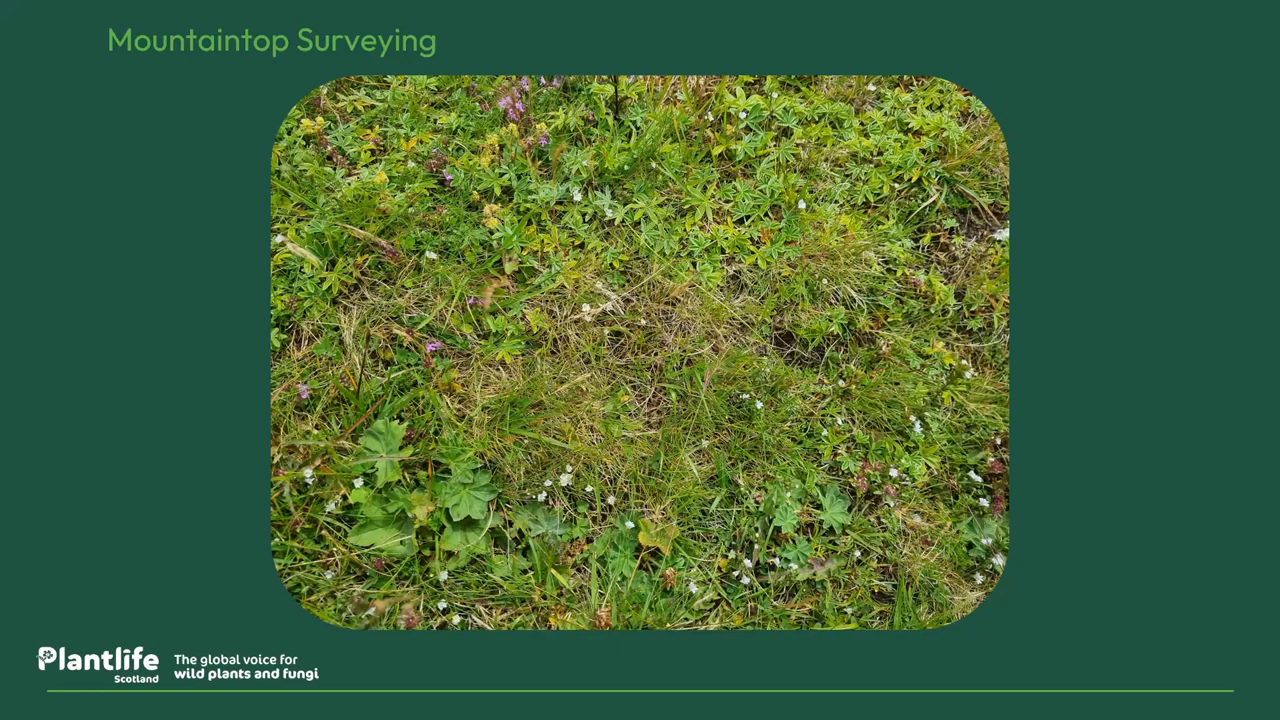 Mountaintop Surveying
Plantlife
Scotland
The global voice for
wild plants and fungi